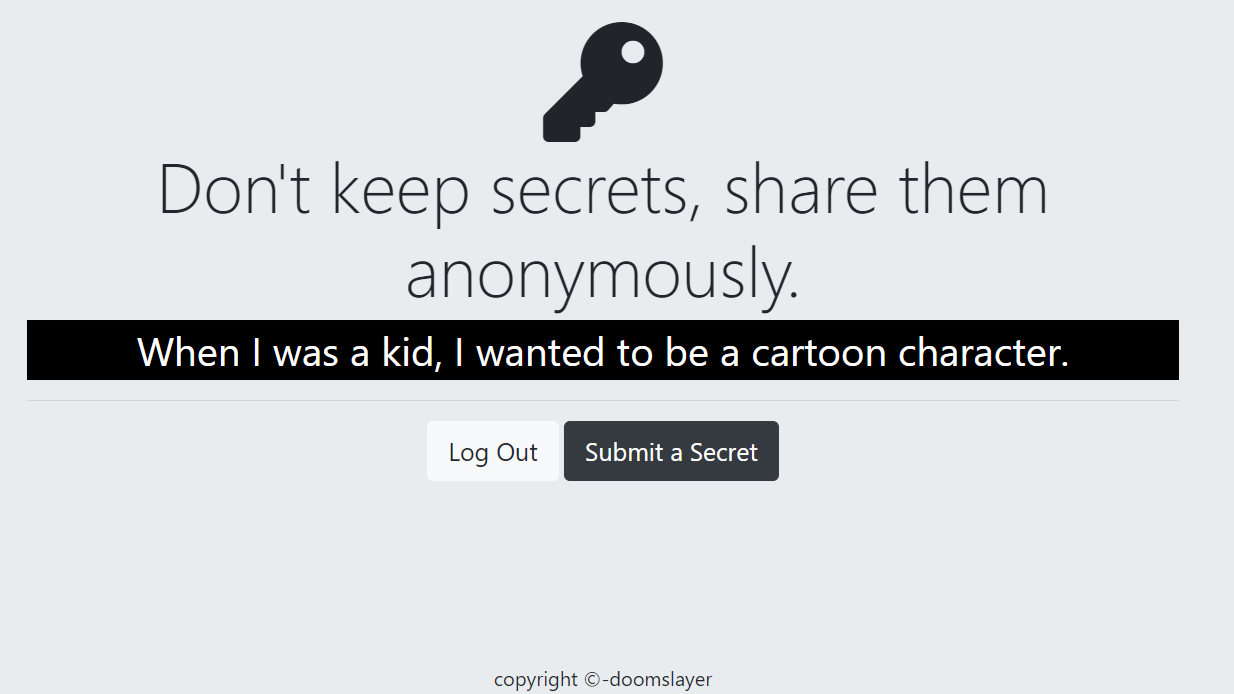 Don't keep secrets, share them
anonymously.
When I was a kid, I wanted to be a cartoon character.
Log Out
Submit a Secret
copyright ©-doomslayer